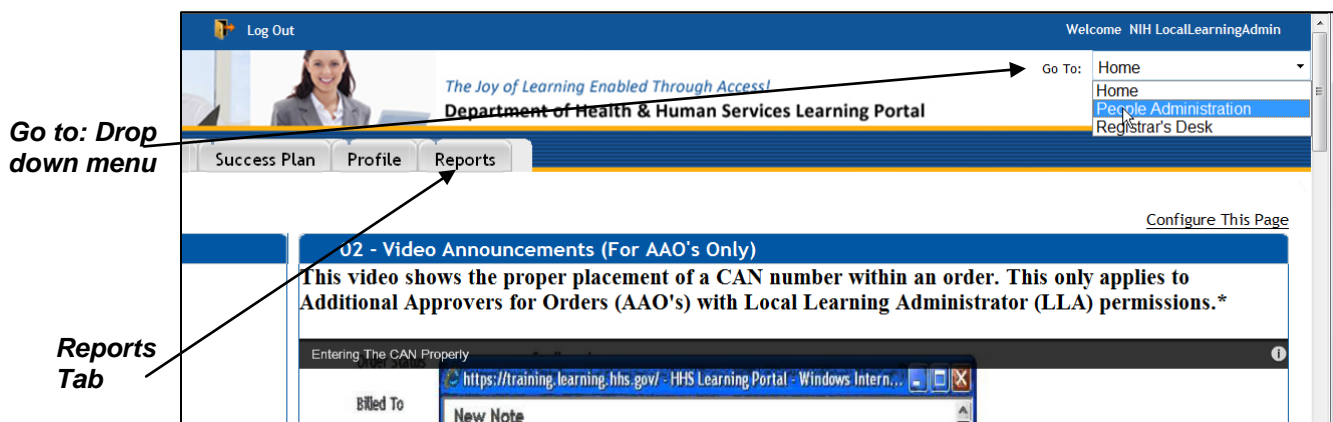 Log Out
Welcome NIH LocalLearningAdmin
The Joy of Learning Enabled Through Access!
Department of Health & Human Services Learning Portal
Go To: Home
Home
People Administration
Registrar's Desk
Go to: Drop
down menu
Success Plan Profile Reports
Configure This Page
02 - Video Announcements (For AAO's Only)
This video shows the proper placement of a CAN number within an order. This only applies to
Additional Approvers for Orders (AAO's) with Local Learning Administrator (LLA) permissions.*
Reports
Tab
Entering The CAN Properly
Order Status
https://training.learning.hhs.gov/ - HHS Learning Portal - Windows Intern...
Billed To
New Note